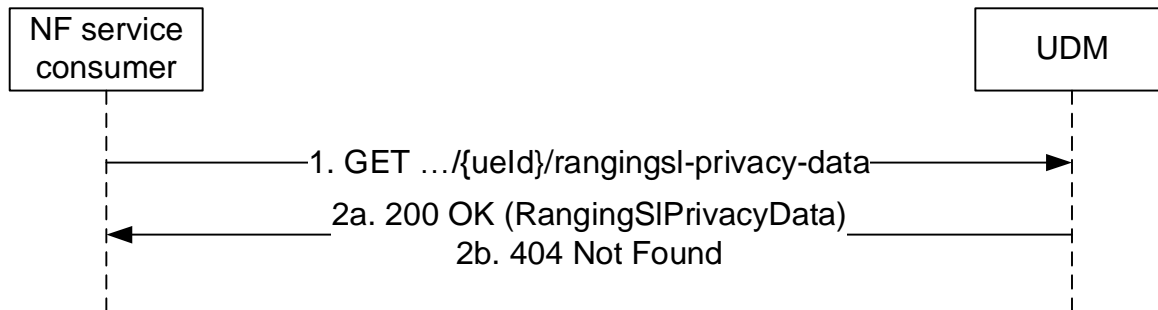 NF service
consumer
UDM
1. GET …/{ueId}/rangingsl-privacy-data
2a. 200 OK (RangingSlPrivacyData)
2b. 404 Not Found